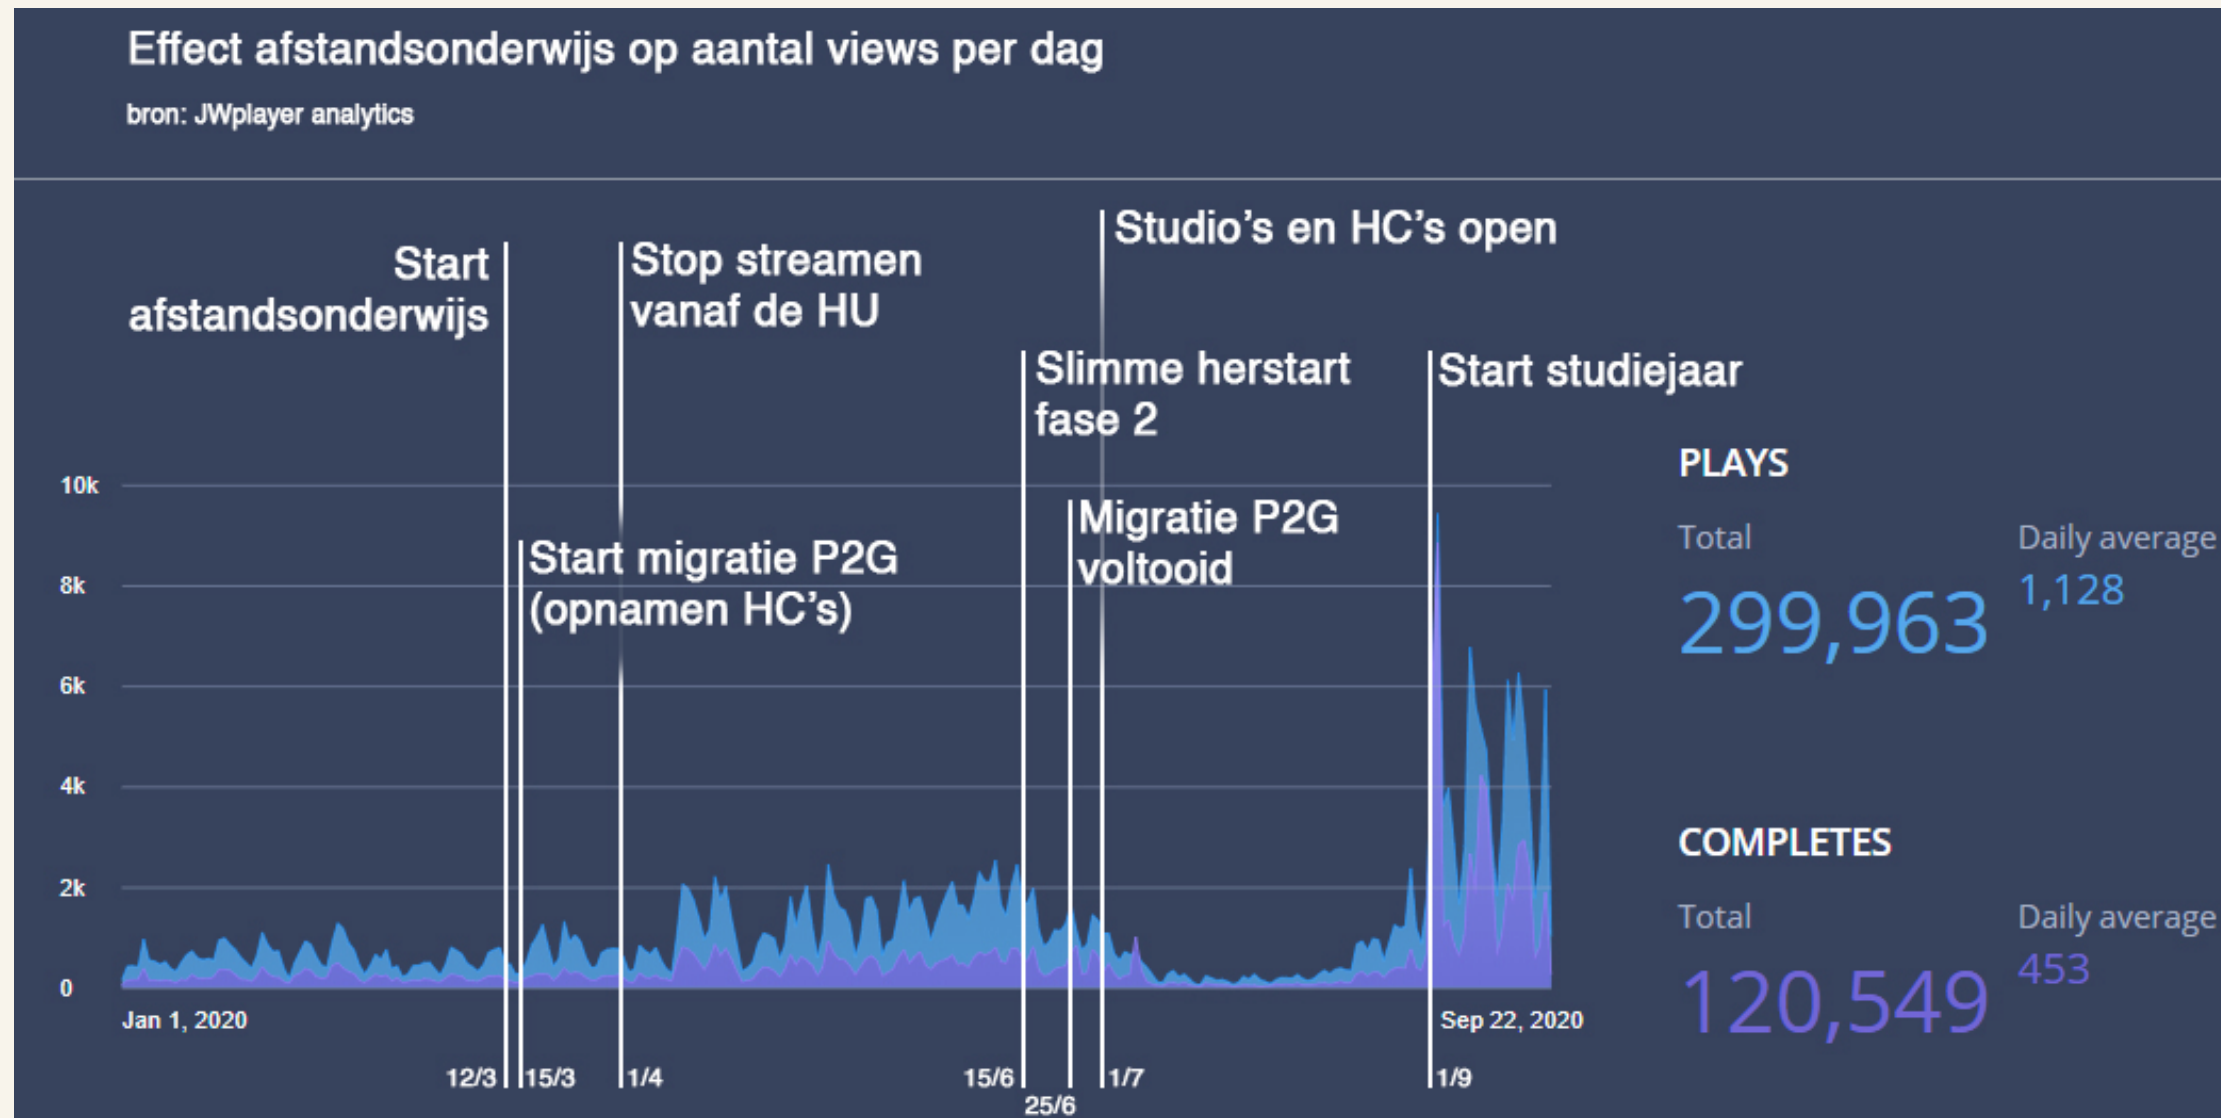 Effect afstandsonderwijs op aantal views per dag
bron: JWplayer analytics
Start
afstandsonderwijs
Stop streamen
vanaf de HU
Studio's en HC's open
Slimme herstart
fase 2
Start studiejaar
Start migratie P2G
(opnamen HC's)
Migratie P2G
voltooid
10k
8k
6k
4k
2k
0
Jan 1, 2020
Sep 22, 2020
12/3
15/3
1/4
15/6
25/6
1/7
1/9
PLAYS
Total
Daily average
299,963
1,128
COMPLETES
Total
Daily average
120,549
453